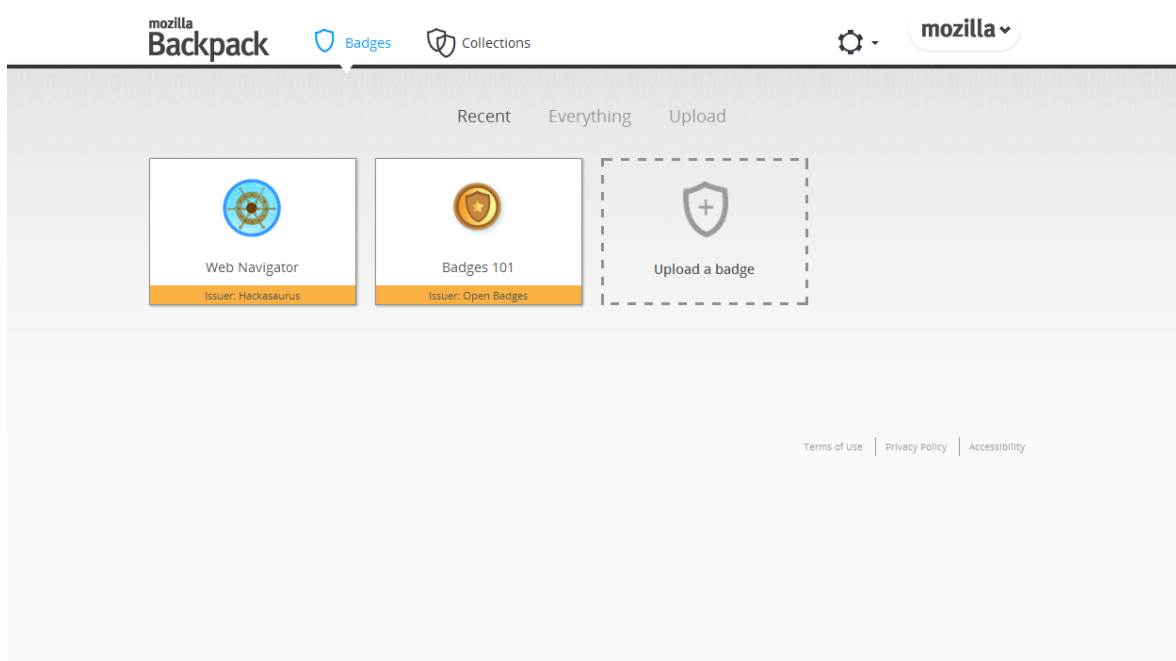 mozilla
Backpack
Badges
Collections
mozilla
Recent
Everything
Upload
Web Navigator
Issuer: Hackasaurus
Badges 101
Issuer: Open Badges
Upload a badge
Terms of Use
Privacy Policy
Accessibility